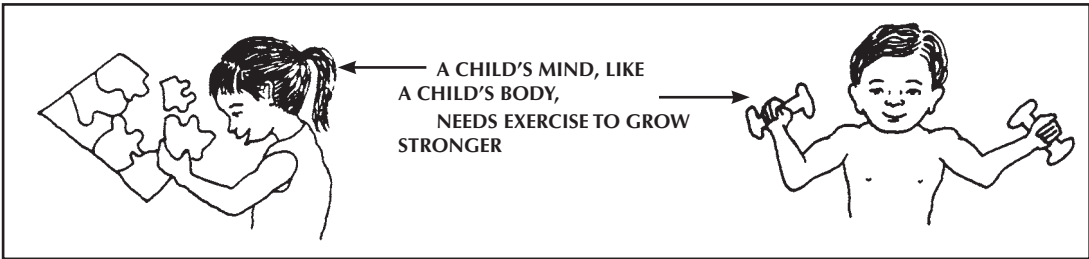 A CHILD'S MIND, LIKE
A CHILD'S BODY,
NEEDS EXERCISE TO GROW
STRONGER